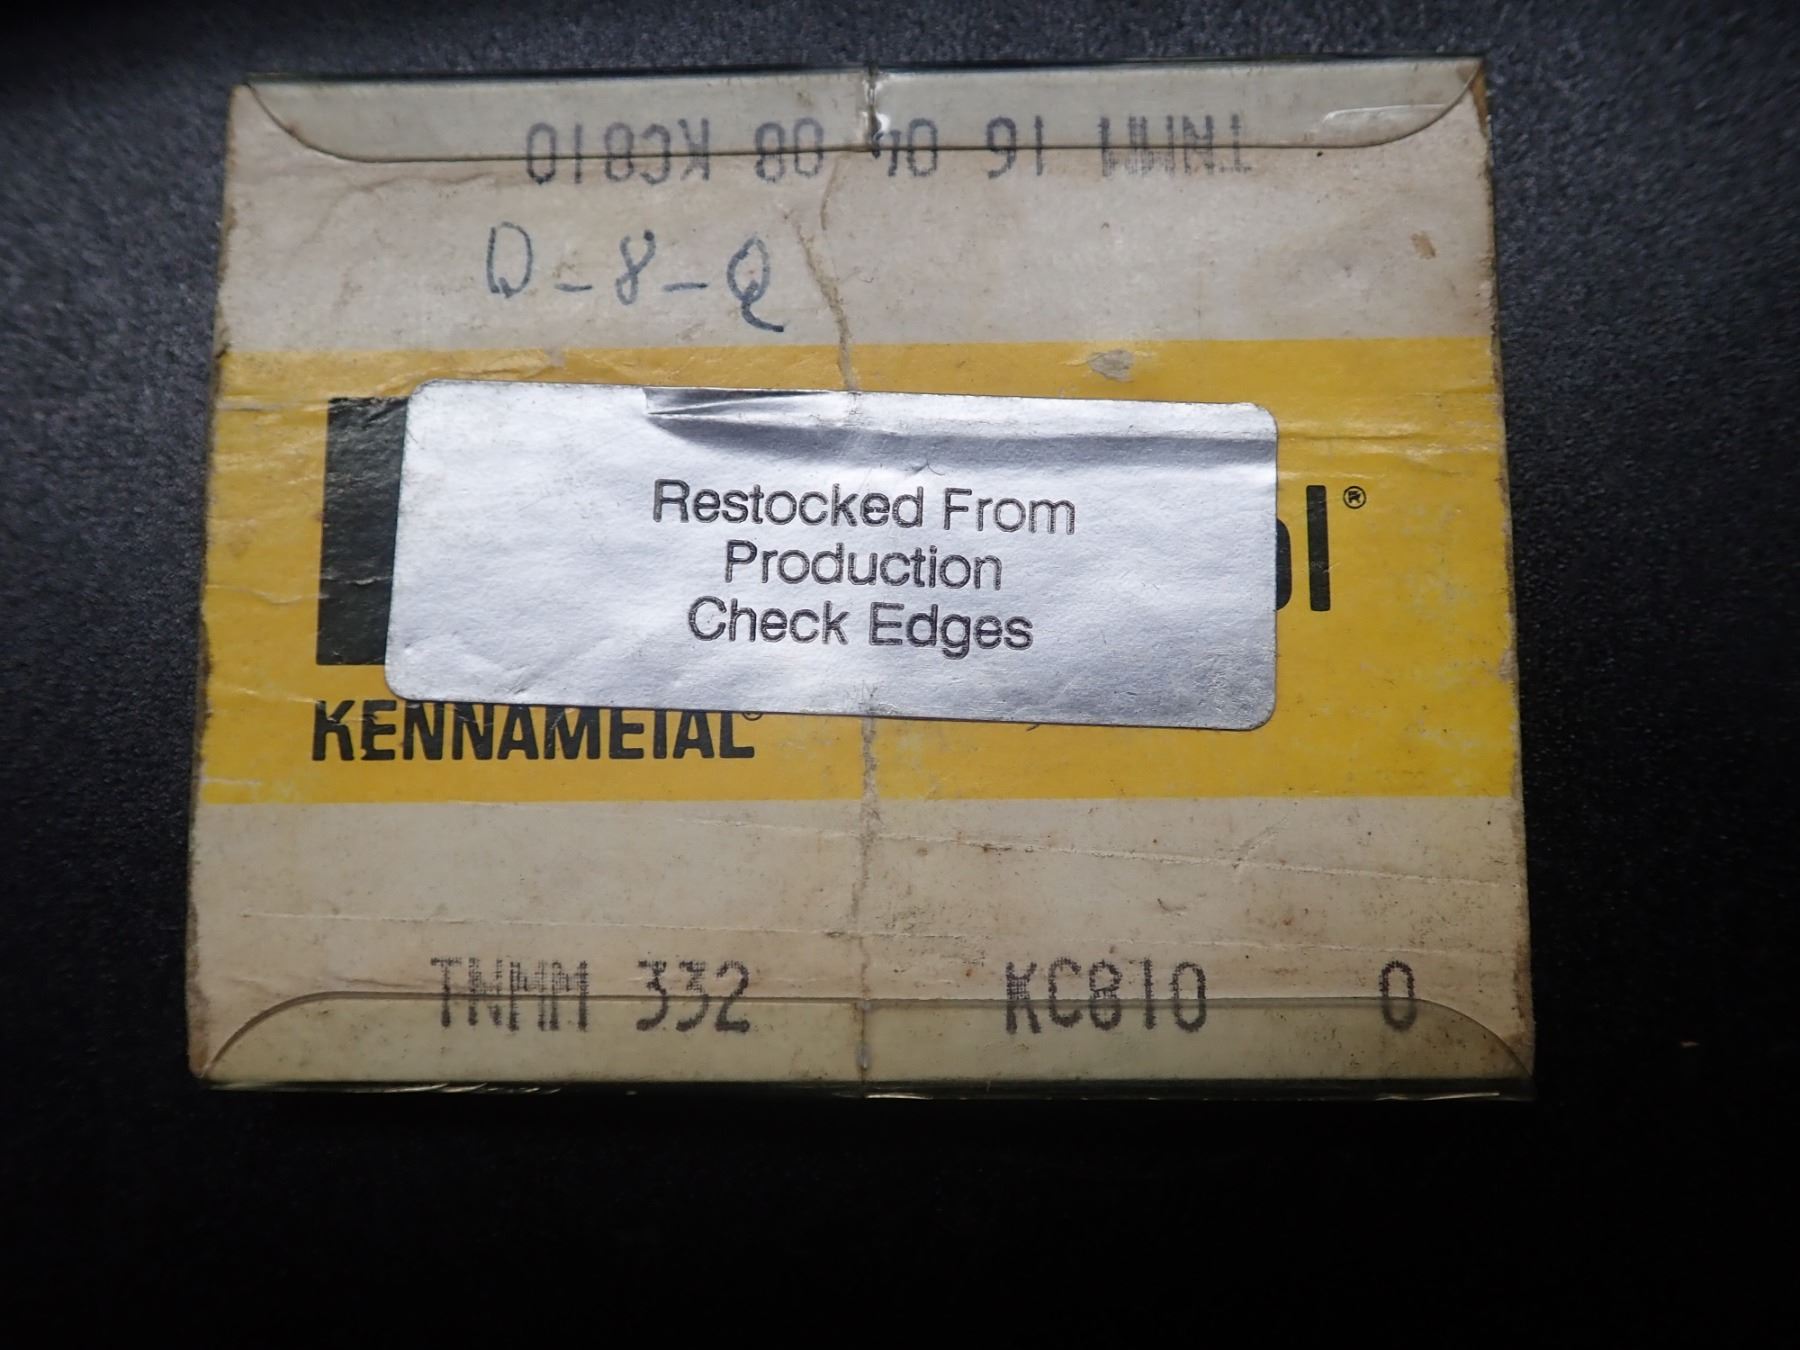 TNMM 16 04 08 KC810
D-8-Q
Restocked From
Production
Check Edges
l®
KENNAMETAL®
TNMM 332 KC810 0